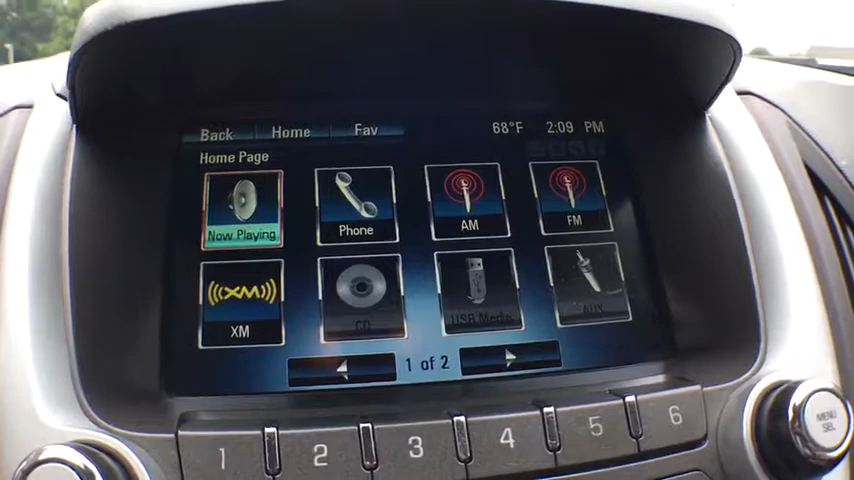 Back Home Fav 68°F 2:09 PM
Home Page
Now Playing Phone AM FM
XM
XM CD USB Media AUX
1 of 2
1 2 3 4 5 6
MENU
SEL